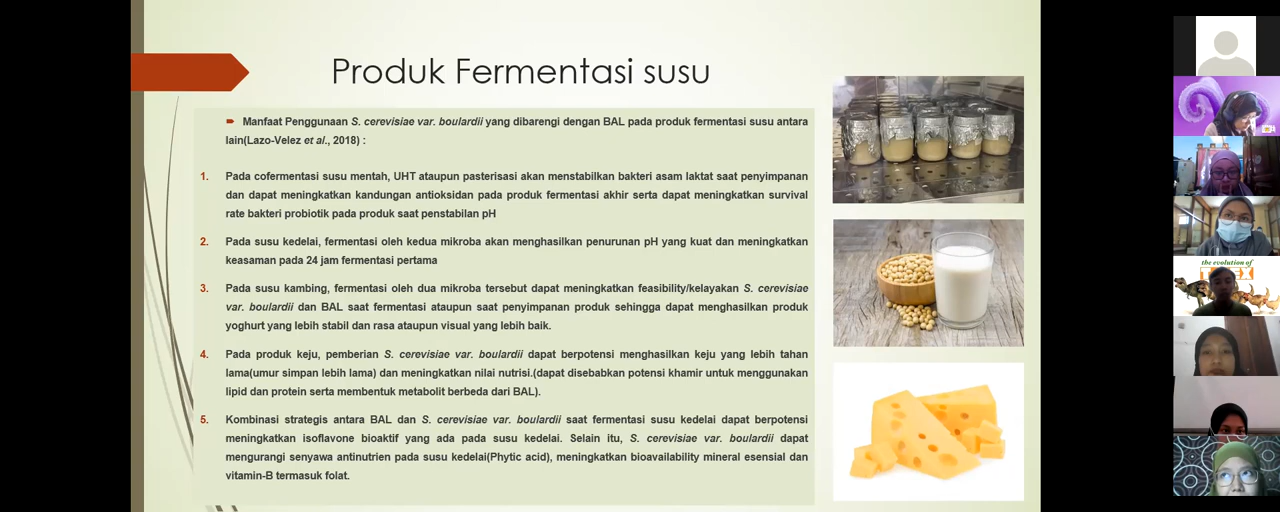 Produk Fermentasi susu
Manfaat Penggunaan S. cerevisiae var. boulardii yang dibarengi dengan BAL pada produk fermentasi susu antara
lain(Lazo-Velez et al., 2018) :
1. Pada cofermentasi susu mentah, UHT ataupun pasterisasi akan menstabilkan bakteri asam laktat saat penyimpanan
dan dapat meningkatkan kandungan antioksidan pada produk fermentasi akhir serta dapat meningkatkan survival
rate bakteri probiotik pada produk saat penstabilan pH
2. Pada susu kedelai, fermentasi oleh kedua mikroba akan menghasilkan penurunan pH yang kuat dan meningkatkan
keasaman pada 24 jam fermentasi pertama
3. Pada susu kambing, fermentasi oleh dua mikroba tersebut dapat meningkatkan feasibility/kelayakan S. cerevisiae
var. boulardii dan BAL saat fermentasi ataupun saat penyimpanan produk sehingga dapat menghasilkan produk
yoghurt yang lebih stabil dan rasa ataupun visual yang lebih baik.
4. Pada produk keju, pemberian S. cerevisiae var. boulardii dapat berpotensi menghasilkan keju yang lebih tahan
lama(umur simpan lebih lama) dan meningkatkan nilai nutrisi.(dapat disebabkan potensi khamir untuk menggunakan
lipid dan protein serta membentuk metabolit berbeda dari BAL).
5. Kombinasi strategis antara BAL dan S. cerevisiae var. boulardii saat fermentasi susu kedelai dapat berpotensi
meningkatkan isoflavone bioaktif yang ada pada susu kedelai. Selain itu, S. cerevisiae var. boulardii dapat
mengurangi senyawa antinutrien pada susu kedelai(Phytic acid), meningkatkan bioavailability mineral esensial dan
vitamin-B termasuk folat.
the evolution of